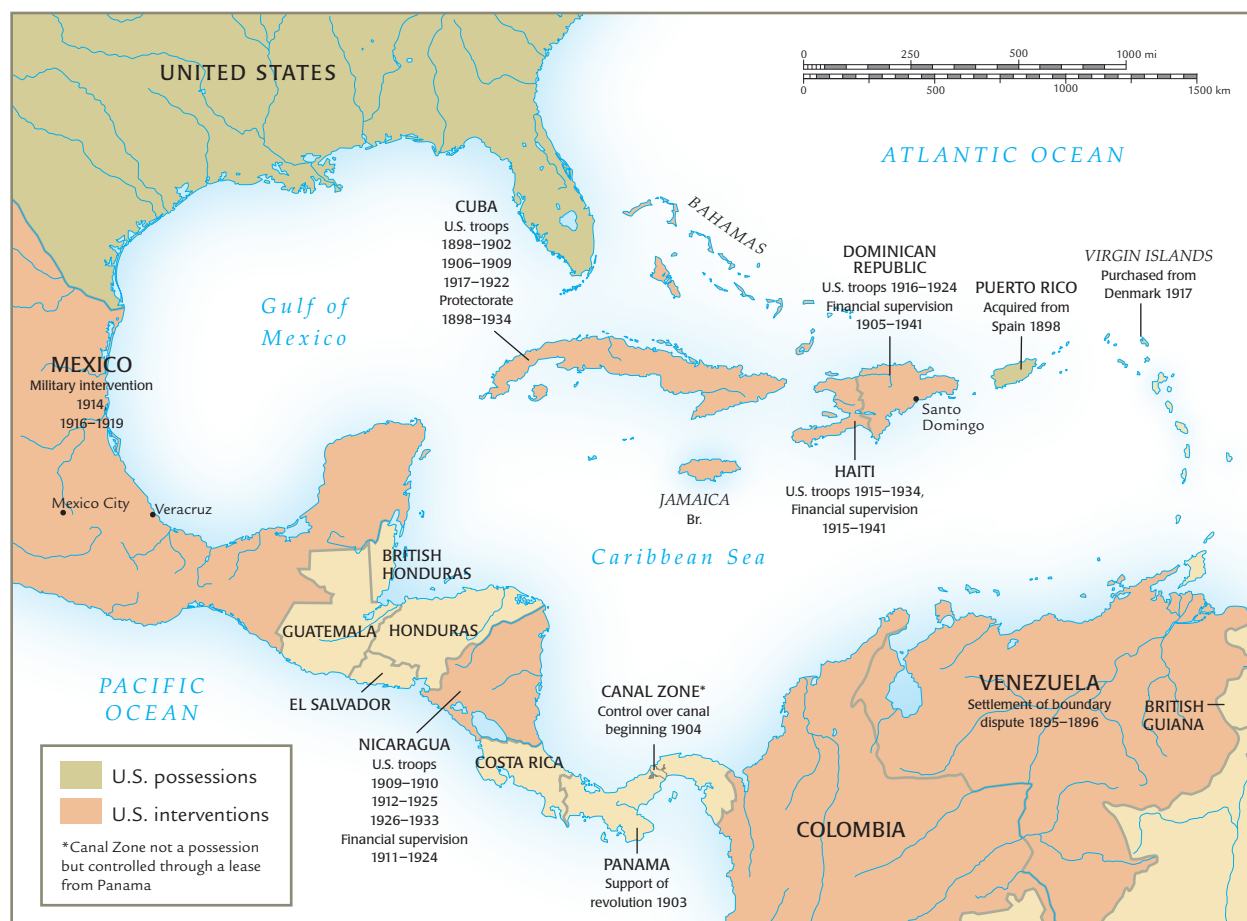 UNITED STATES
0 250 500 1000 mi
0 500 1000 1500 km
ATLANTIC OCEAN
BAHAMAS
CUBA
U.S. troops
1898–1902
1906–1909
1917–1922
Protectorate
1898–1934
DOMINICAN
REPUBLIC
U.S. troops 1916–1924
Financial supervision
1905–1941
PUERTO RICO
Acquired from
Spain 1898
VIRGIN ISLANDS
Purchased from
Denmark 1917
Gulf of
Mexico
MEXICO
Military intervention
1914,
1916–1919
Santo
Domingo
HAITI
U.S. troops 1915–1934,
Financial supervision
1915–1941
JAMAICA
Br.
Mexico City
Veracruz
Caribbean Sea
BRITISH
HONDURAS
GUATEMALA
HONDURAS
EL SALVADOR
PACIFIC
OCEAN
CANAL ZONE*
Control over canal
beginning 1904
VENEZUELA
Settlement of boundary
dispute 1895–1896
BRITISH
GUIANA
NICARAGUA
U.S. troops
1909–1910
1912–1925
1926–1933
Financial supervision
1911–1924
COSTA RICA
COLOMBIA
PANAMA
Support of
revolution 1903
U.S. possessions
U.S. interventions
*Canal Zone not a possession
but controlled through a lease
from Panama